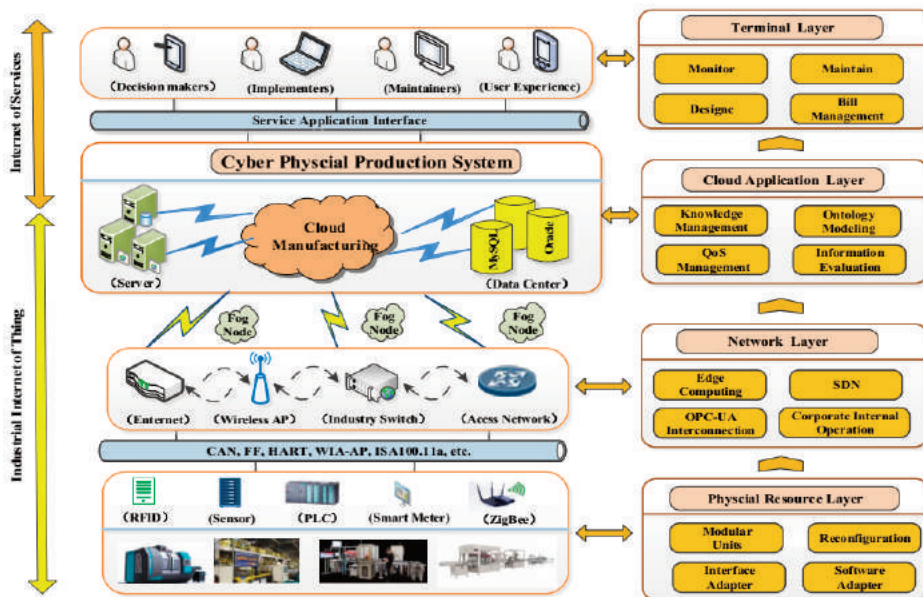 Internet of Services
Industrial Internet of Thing
(Decision makers)
(Implementers)
(Maintainers)
(User Experience)
Service Application Interface
Cyber Physcial Production System
(Server)
Cloud
Manufacturing
MySQL
Oracle
(Data Center)
Fog
Node
Fog
Node
Fog
Node
(Enternet)
(Wireless AP)
(Industry Switch)
(Acess Network)
CAN, FF, HART, WIA-AP, ISA100.11a, etc.
(RFID)
(Sensor)
(PLC)
(Smart Meter)
(ZigBee)
Terminal Layer
Monitor
Maintain
Designe
Bill
Management
Cloud Application Layer
Knowledge
Management
Ontology
Modeling
QoS
Management
Information
Evaluation
Network Layer
Edge
Computing
SDN
OPC-UA
Interconnection
Corporate Internal
Operation
Physcial Resource Layer
Modular
Units
Reconfiguration
Interface
Adapter
Software
Adapter